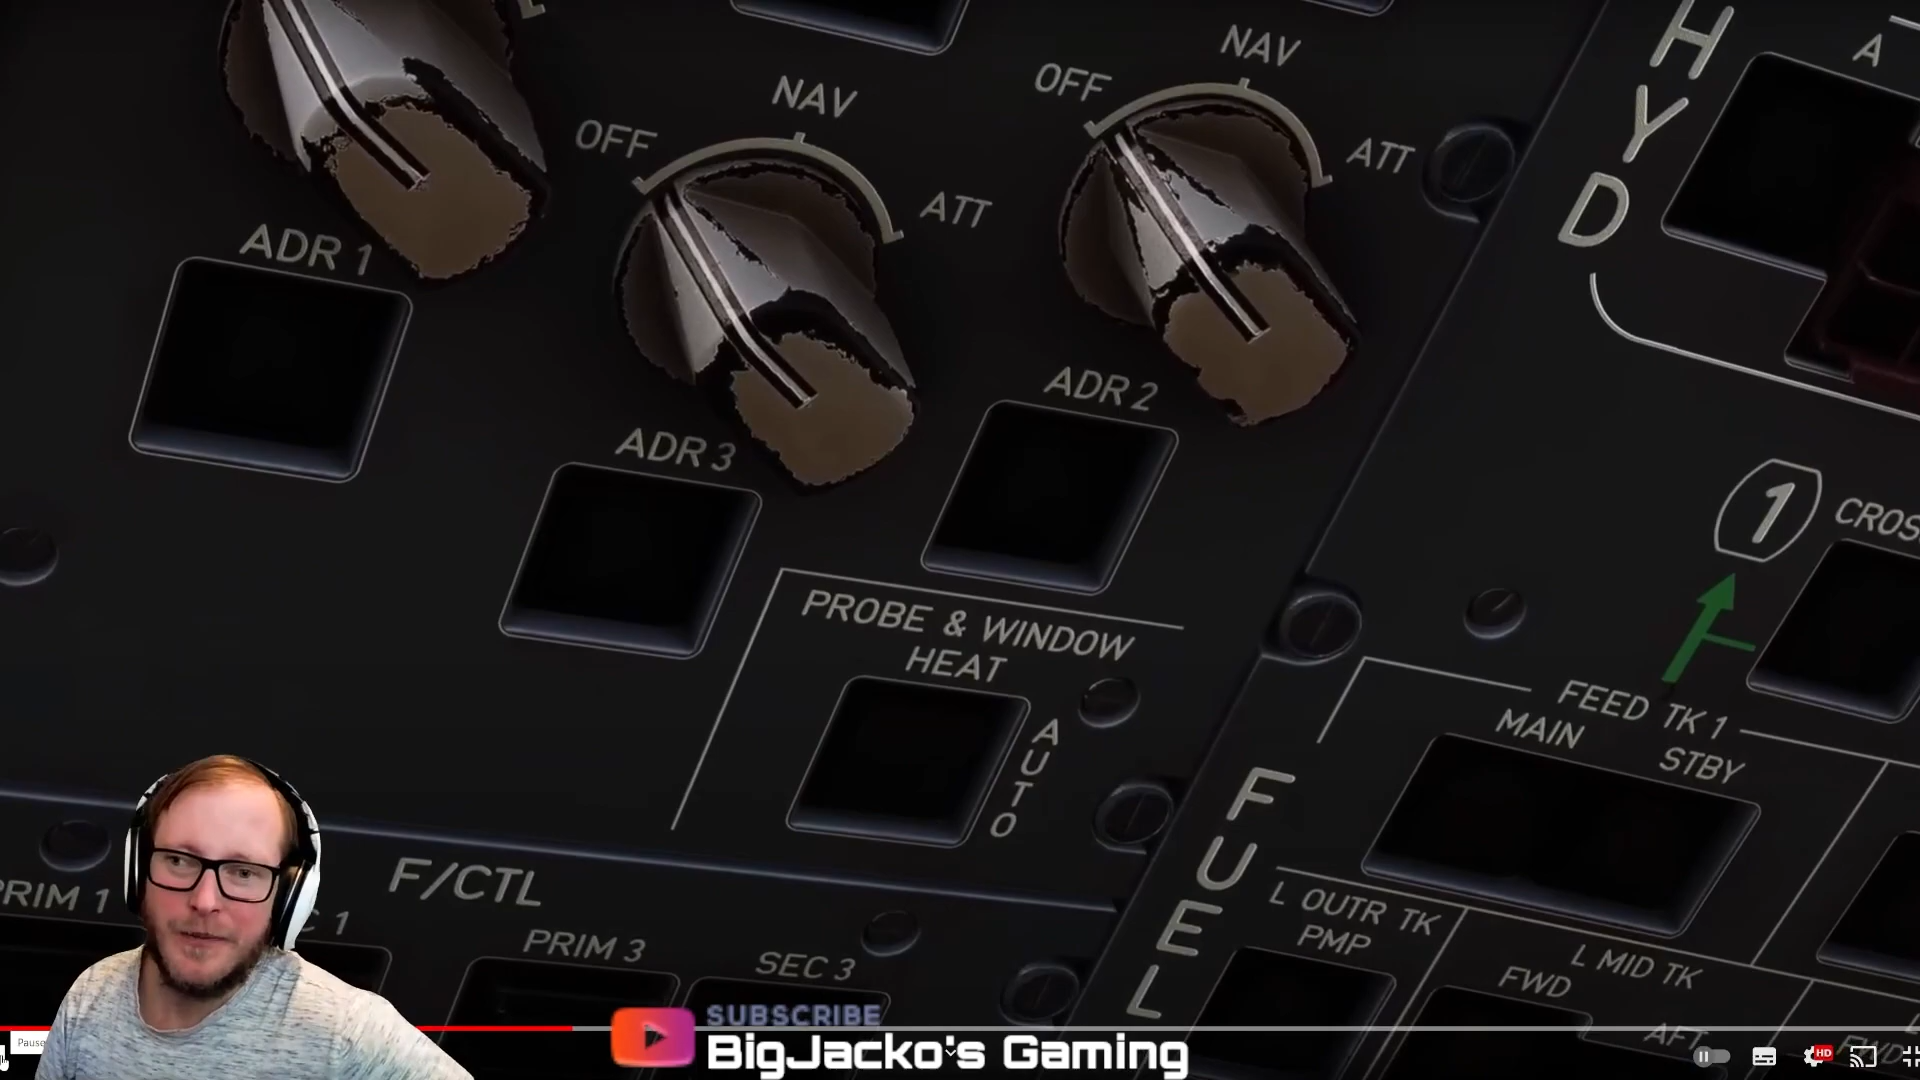 NAV
OFF
ATT
NAV
OFF
ATT
ADR 1
ADR 3
ADR 2
PROBE & WINDOW
HEAT
AUTO
HYD
A
1
FEED TK 1
MAIN
STBY
FUEL
L OUTR TK
PMP
L MID TK
FWD
AFT
F/CTL
PRIM 1
PRIM 3
SEC 3
Pause
SUBSCRIBE
BigJacko's Gaming
HD